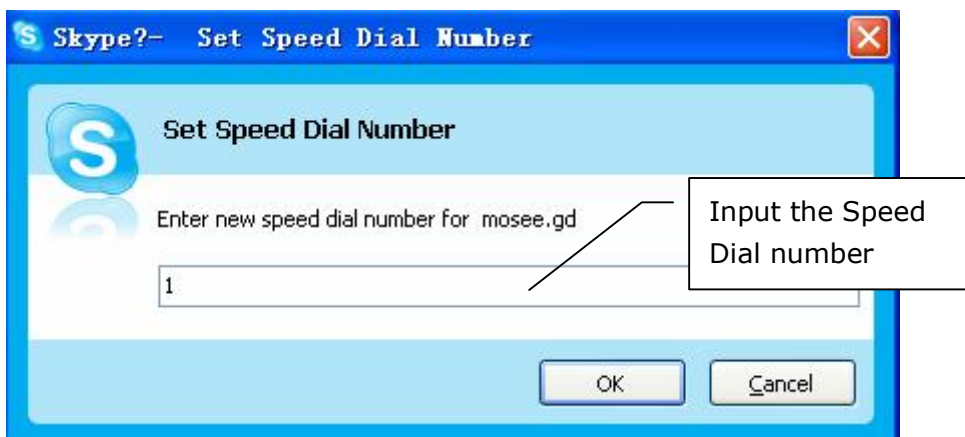 Skype?- Set Speed Dial Number
Set Speed Dial Number
Enter new speed dial number for mosee.gd
Input the Speed
Dial number
1
OK
Cancel